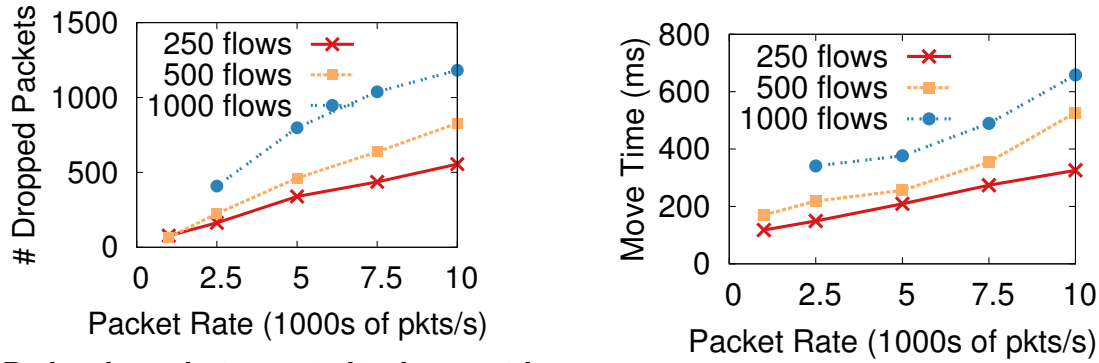 1500
1000
500
0
# Dropped Packets
250 flows
500 flows
1000 flows
0 2.5 5 7.5 10
Packet Rate (1000s of pkts/s)
800
600
400
200
0
Move Time (ms)
250 flows
500 flows
1000 flows
0 2.5 5 7.5 10
Packet Rate (1000s of pkts/s)